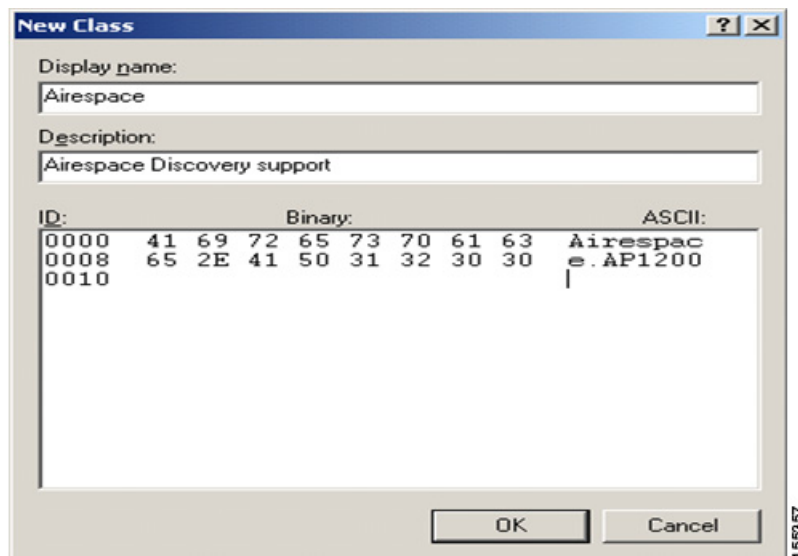 New Class
Display name:
Airespace
Description:
Airespace Discovery support
ID: Binary: ASCII:
0000 41 69 72 65 73 70 61 63 Airespac
0008 65 2E 41 50 31 32 30 30 e.AP1200
0010
OK Cancel